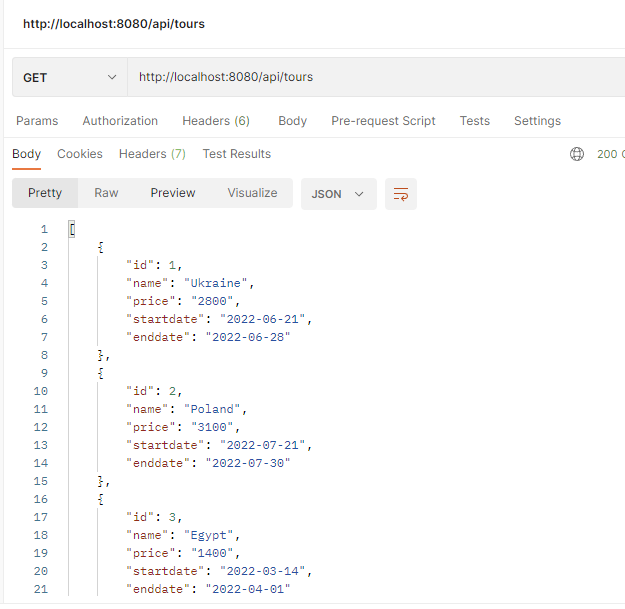 http://localhost:8080/api/tours
GET http://localhost:8080/api/tours
Params Authorization Headers (6) Body Pre-request Script Tests Settings
Body Cookies Headers (7) Test Results 200
Pretty Raw Preview Visualize JSON
1 [
2 {
3 "id": 1,
4 "name": "Ukraine",
5 "price": "2800",
6 "startdate": "2022-06-21",
7 "enddate": "2022-06-28"
8 },
9 {
10 "id": 2,
11 "name": "Poland",
12 "price": "3100",
13 "startdate": "2022-07-21",
14 "enddate": "2022-07-30"
15 },
16 {
17 "id": 3,
18 "name": "Egypt",
19 "price": "1400",
20 "startdate": "2022-03-14",
21 "enddate": "2022-04-01"